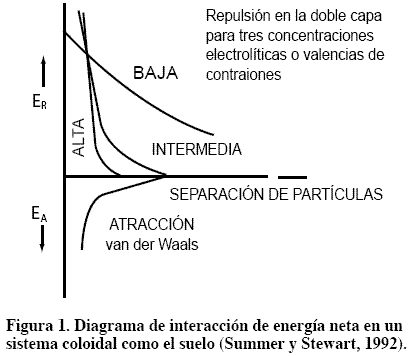 Repulsión en la doble capa
para tres concentraciones
electrolíticas o valencias de
contraiones
BAJA
E_R
ALTA
INTERMEDIA
SEPARACIÓN DE PARTÍCULAS
E_A
ATRACCIÓN
van der Waals
Figura 1. Diagrama de interacción de energía neta en un
sistema coloidal como el suelo (Summer y Stewart, 1992).